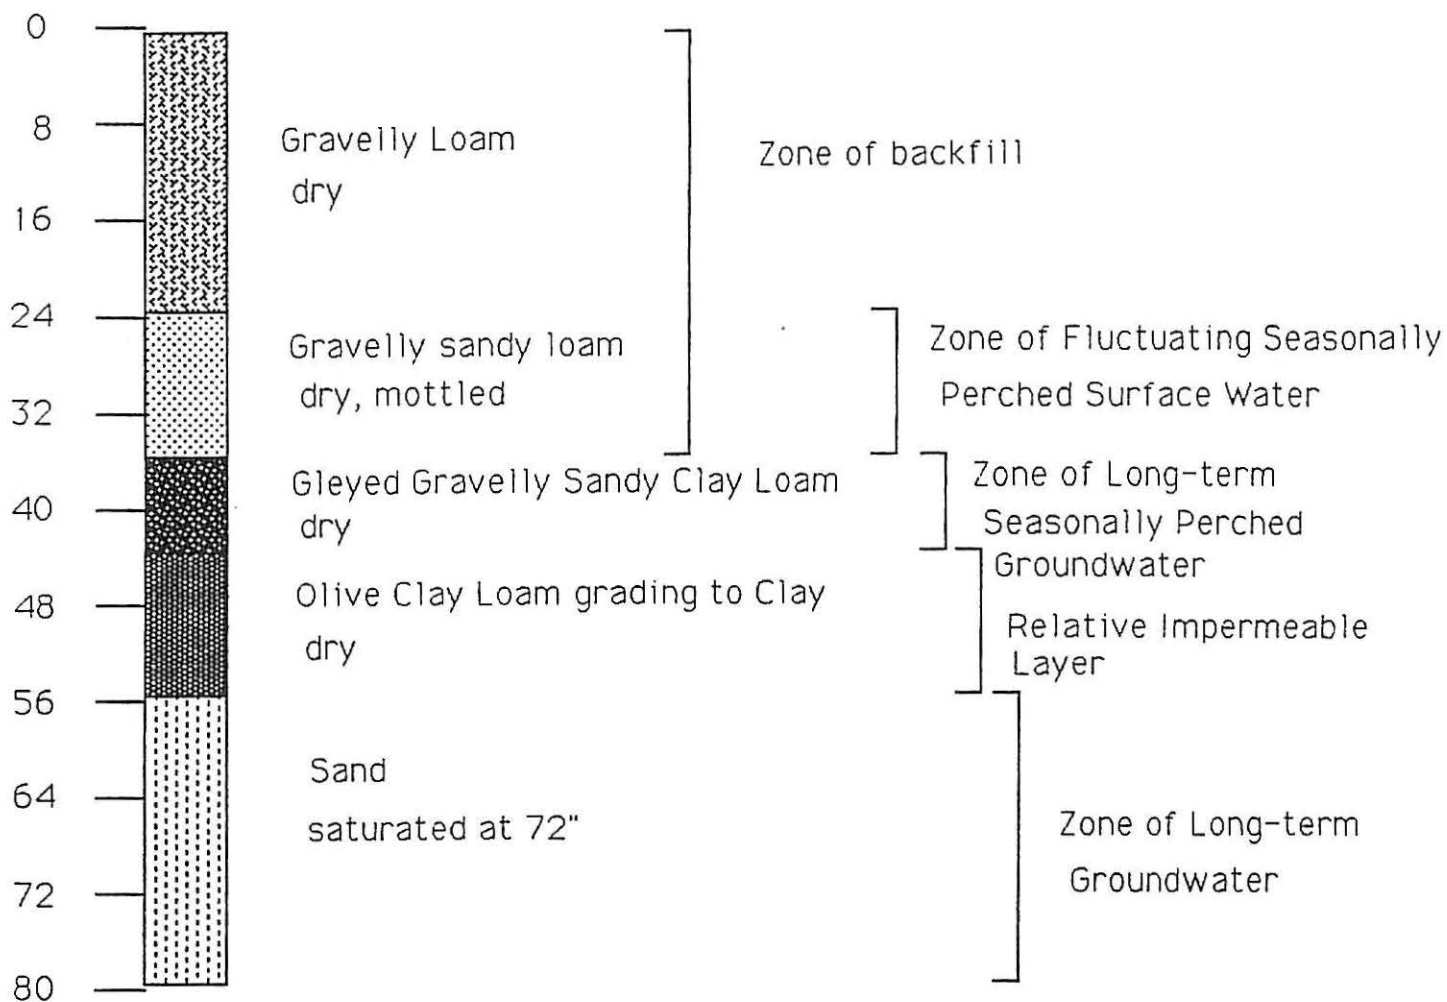 0
8
16
24
32
40
48
56
64
72
80
Gravelly Loam
dry
Gravelly sandy loam
dry, mottled
Gleyed Gravelly Sandy Clay Loam
dry
Olive Clay Loam grading to Clay
dry
Sand
saturated at 72"
Zone of backfill
Zone of Fluctuating Seasonally
Perched Surface Water
Zone of Long-term
Seasonally Perched
Groundwater
Relative Impermeable
Layer
Zone of Long-term
Groundwater